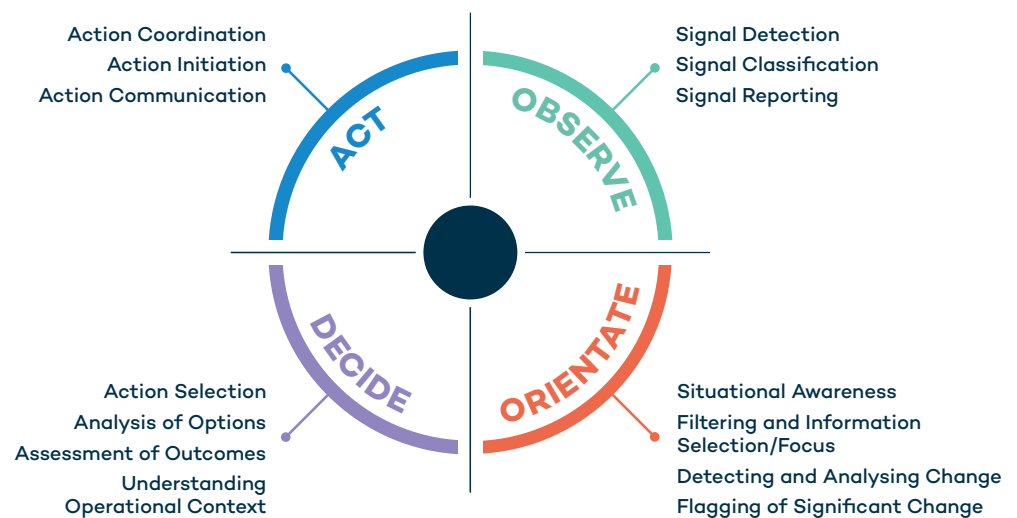 Action Coordination
Action Initiation
Action Communication
ACT
Signal Detection
Signal Classification
Signal Reporting
OBSERVE
DECIDE
Action Selection
Analysis of Options
Assessment of Outcomes
Understanding
Operational Context
ORIENTATE
Situational Awareness
Filtering and Information
Selection/Focus
Detecting and Analysing Change
Flagging of Significant Change